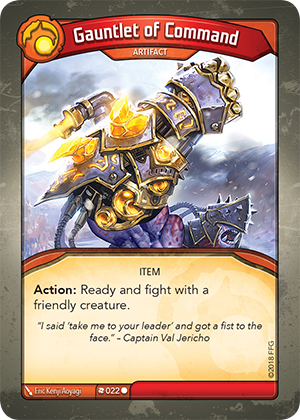 Gauntlet of Command
ARTIFACT
ITEM
Action: Ready and fight with a
friendly creature.
"I said 'take me to your leader' and got a fist to the
face." – Captain Val Jericho
Eric Kenji Aoyagi
022
©2018 FFG